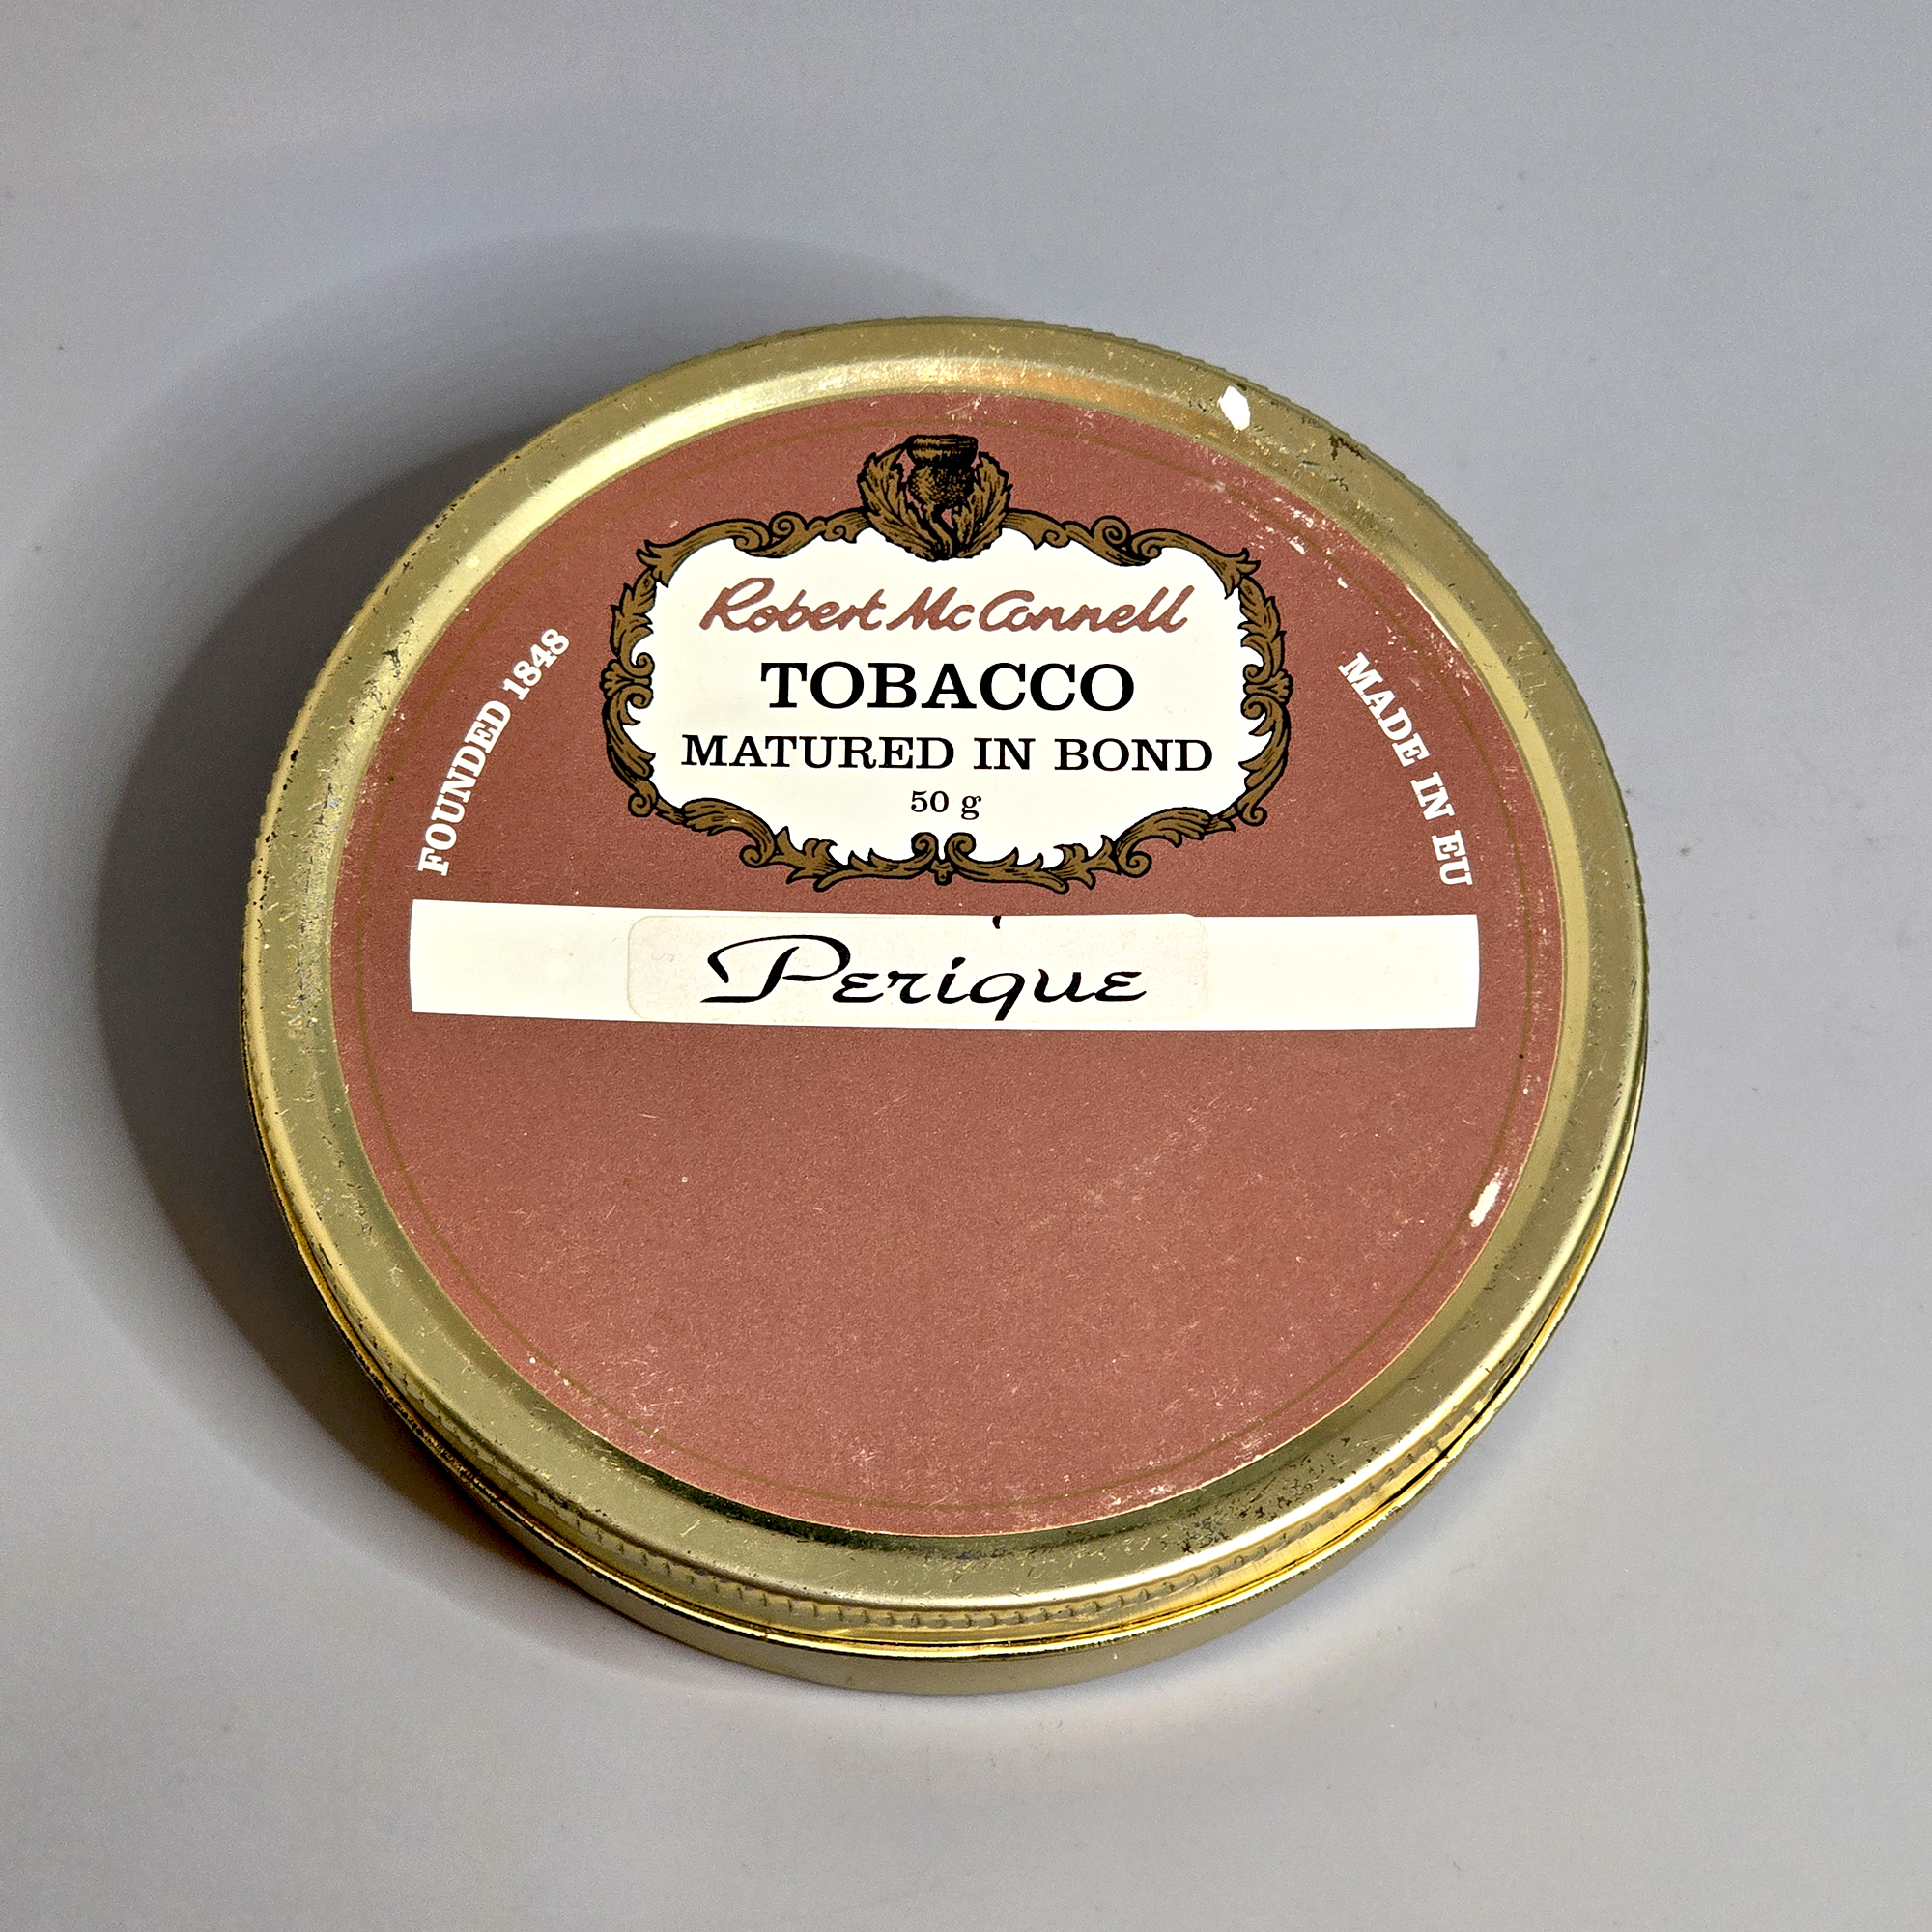 Robert McConnell
TOBACCO
MATURED IN BOND
50 g
FOUNDED 1848
MADE IN EU
Perique